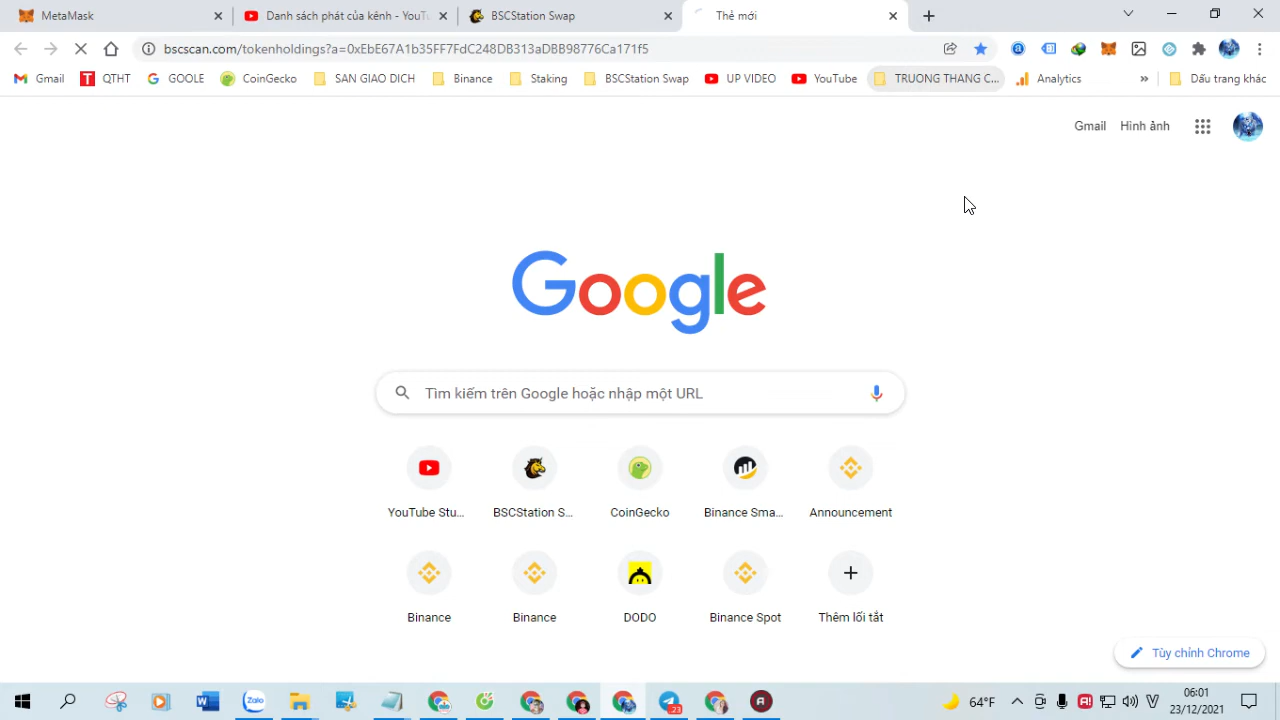 MetaMask
Danh sách phát của kênh - YouT
BSCStation Swap
Thẻ mới
bscscan.com/tokenholdings?a=0xEbE67A1b35FF7FdC248DB313aDBB98776Ca171f5
Gmail
QTHT
GOOLE
CoinGecko
SAN GIAO DICH
Binance
Staking
BSCStation Swap
UP VIDEO
YouTube
TRUONG THANG C...
Analytics
»
Dấu trang khác
Gmail
Hình ảnh
Google
Tìm kiếm trên Google hoặc nhập một URL
YouTube Stu...
BSCStation S...
CoinGecko
Binance Sma...
Announcement
Binance
Binance
DODO
Binance Spot
Thêm lối tắt
Tùy chỉnh Chrome
Zalo
23
64°F
06:01
23/12/2021